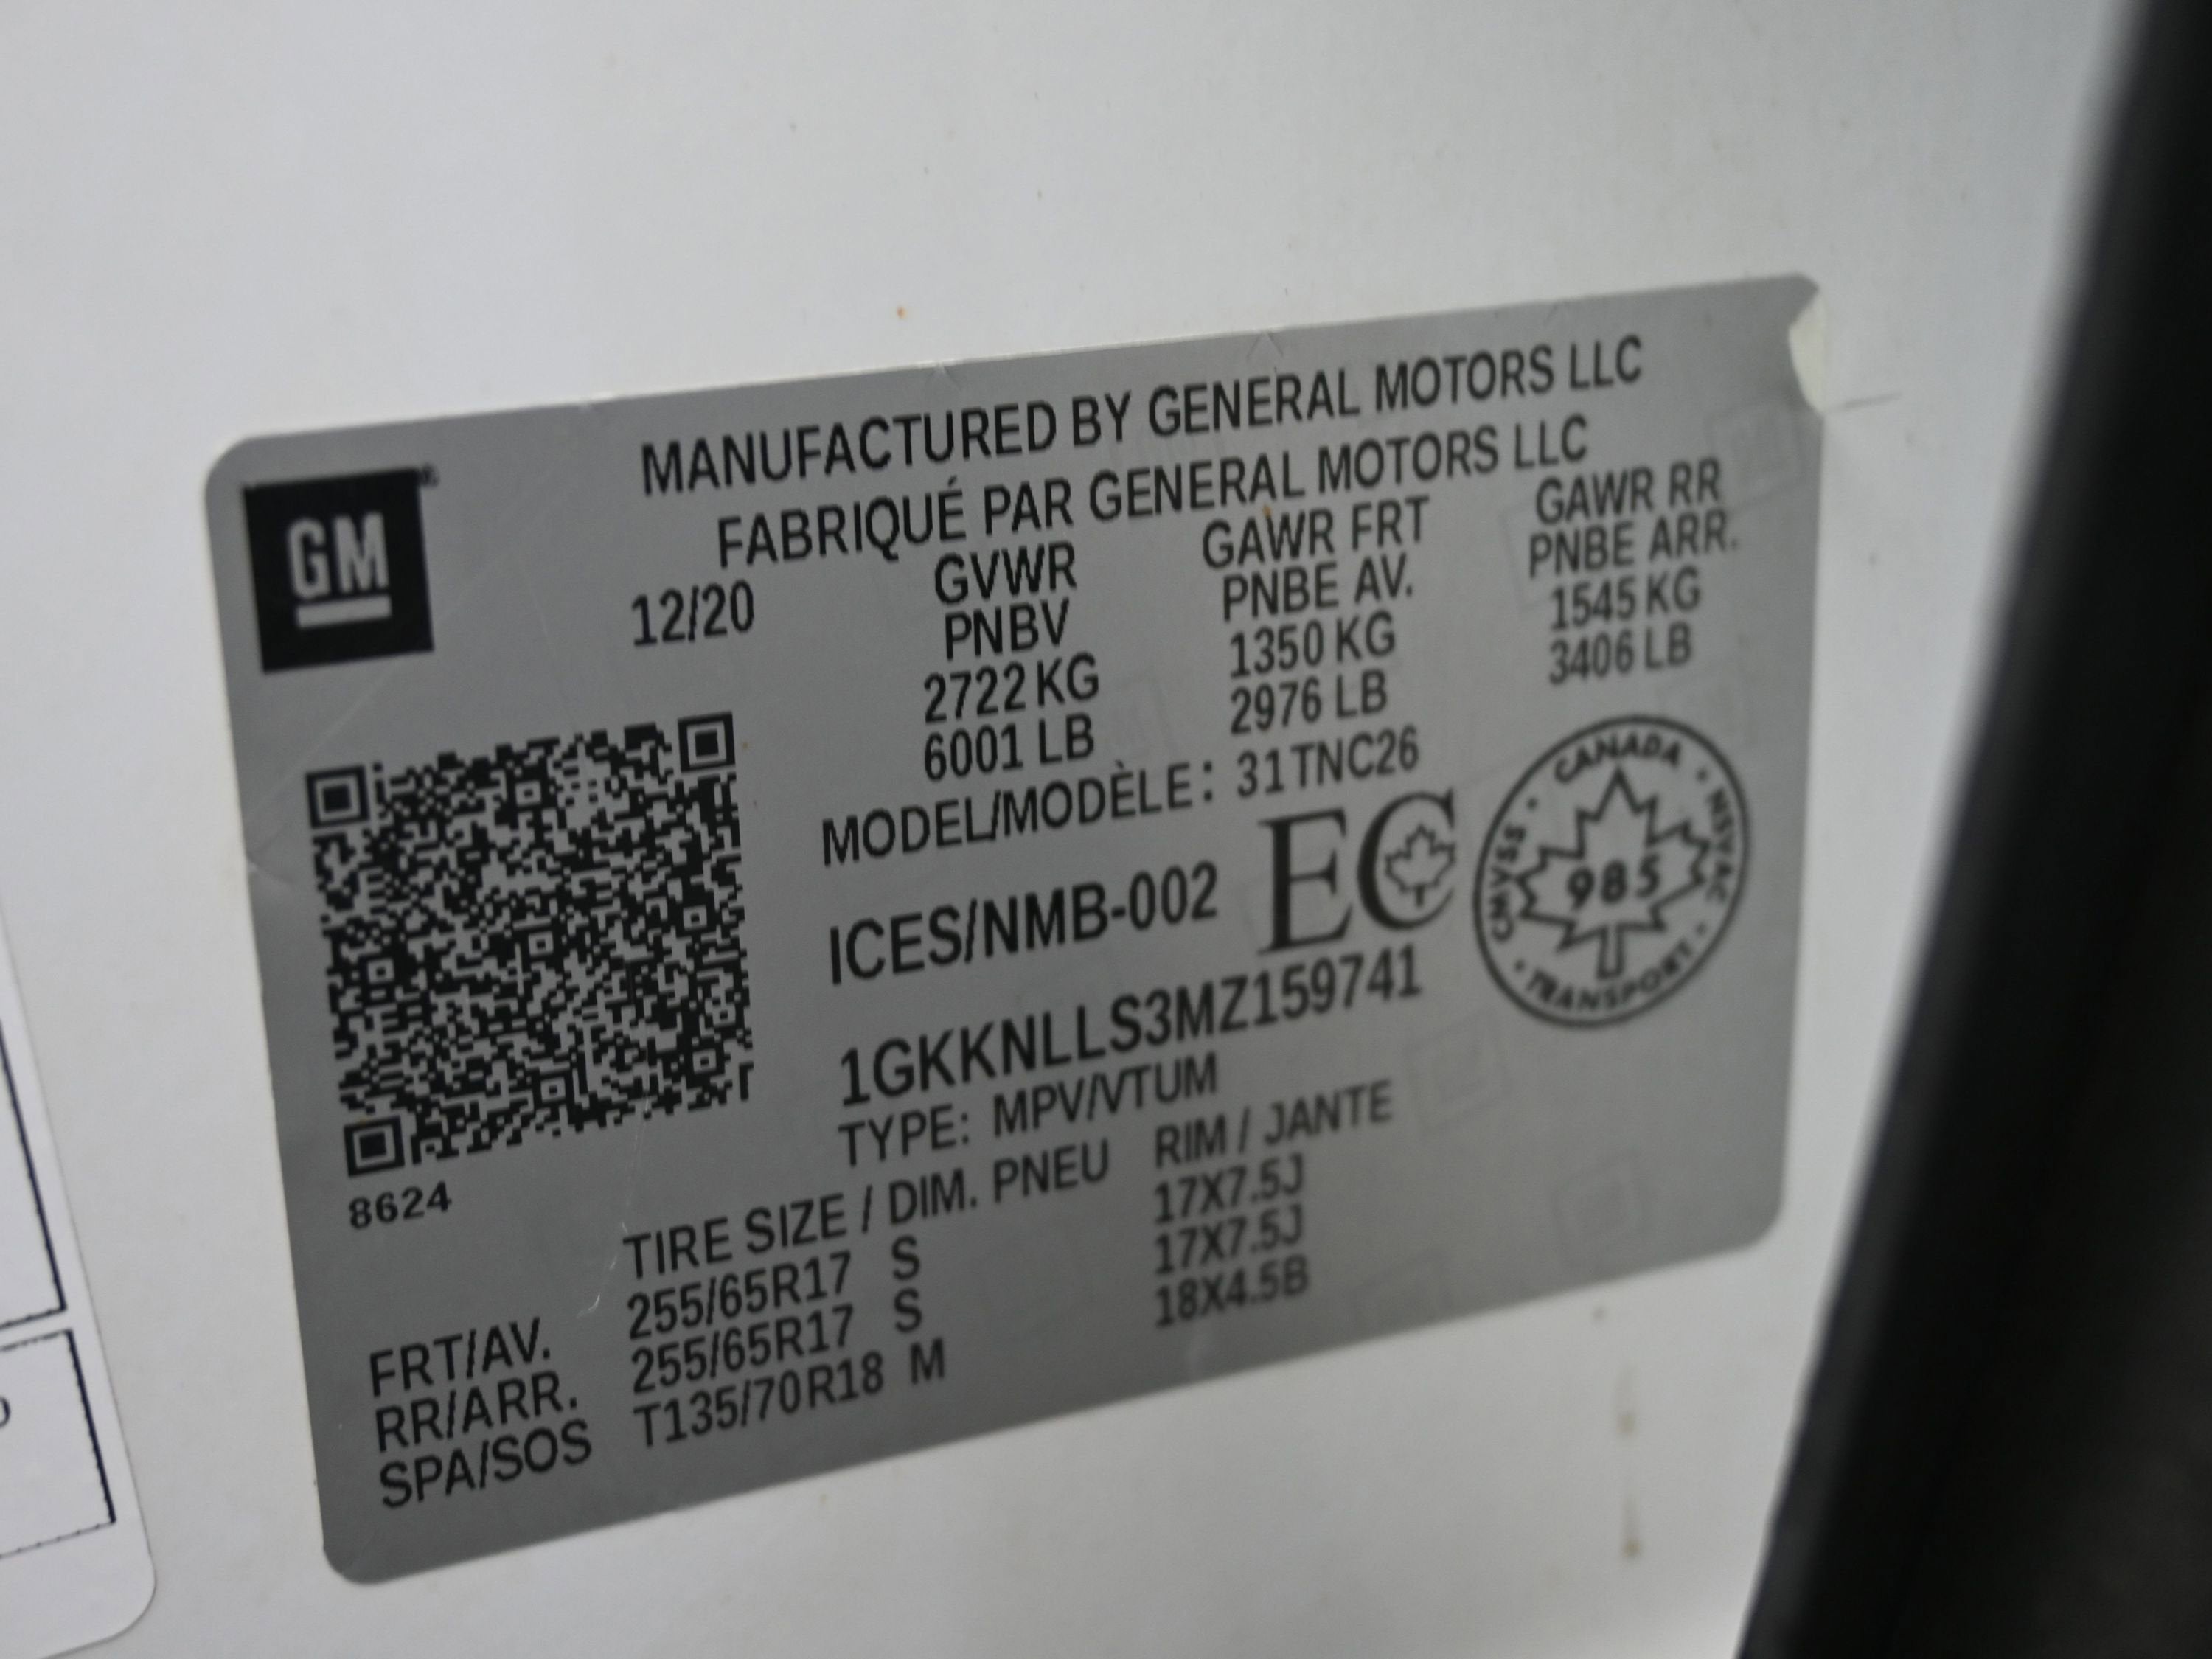 MANUFACTURED BY GENERAL MOTORS LLC
FABRIQUÉ PAR GENERAL MOTORS LLC
GM
12/20
GVWR
PNBV
2722 KG
6001 LB
GAWR FRT
PNBE AV.
1350 KG
2976 LB
GAWR RR
PNBE ARR.
1545 KG
3406 LB
MODEL/MODÈLE: 31TNC26
ICES/NMB-002 EC
CANADA · NSVAC · TRANSPORT · CMVSS ·
985
1GKKNLLS3MZ159741
TYPE: MPV/VTUM
8624
TIRE SIZE / DIM. PNEU RIM / JANTE
FRT/AV. 255/65R17 S 17X7.5J
RR/ARR. 255/65R17 S 17X7.5J
SPA/SOS T135/70R18 M 18X4.5B